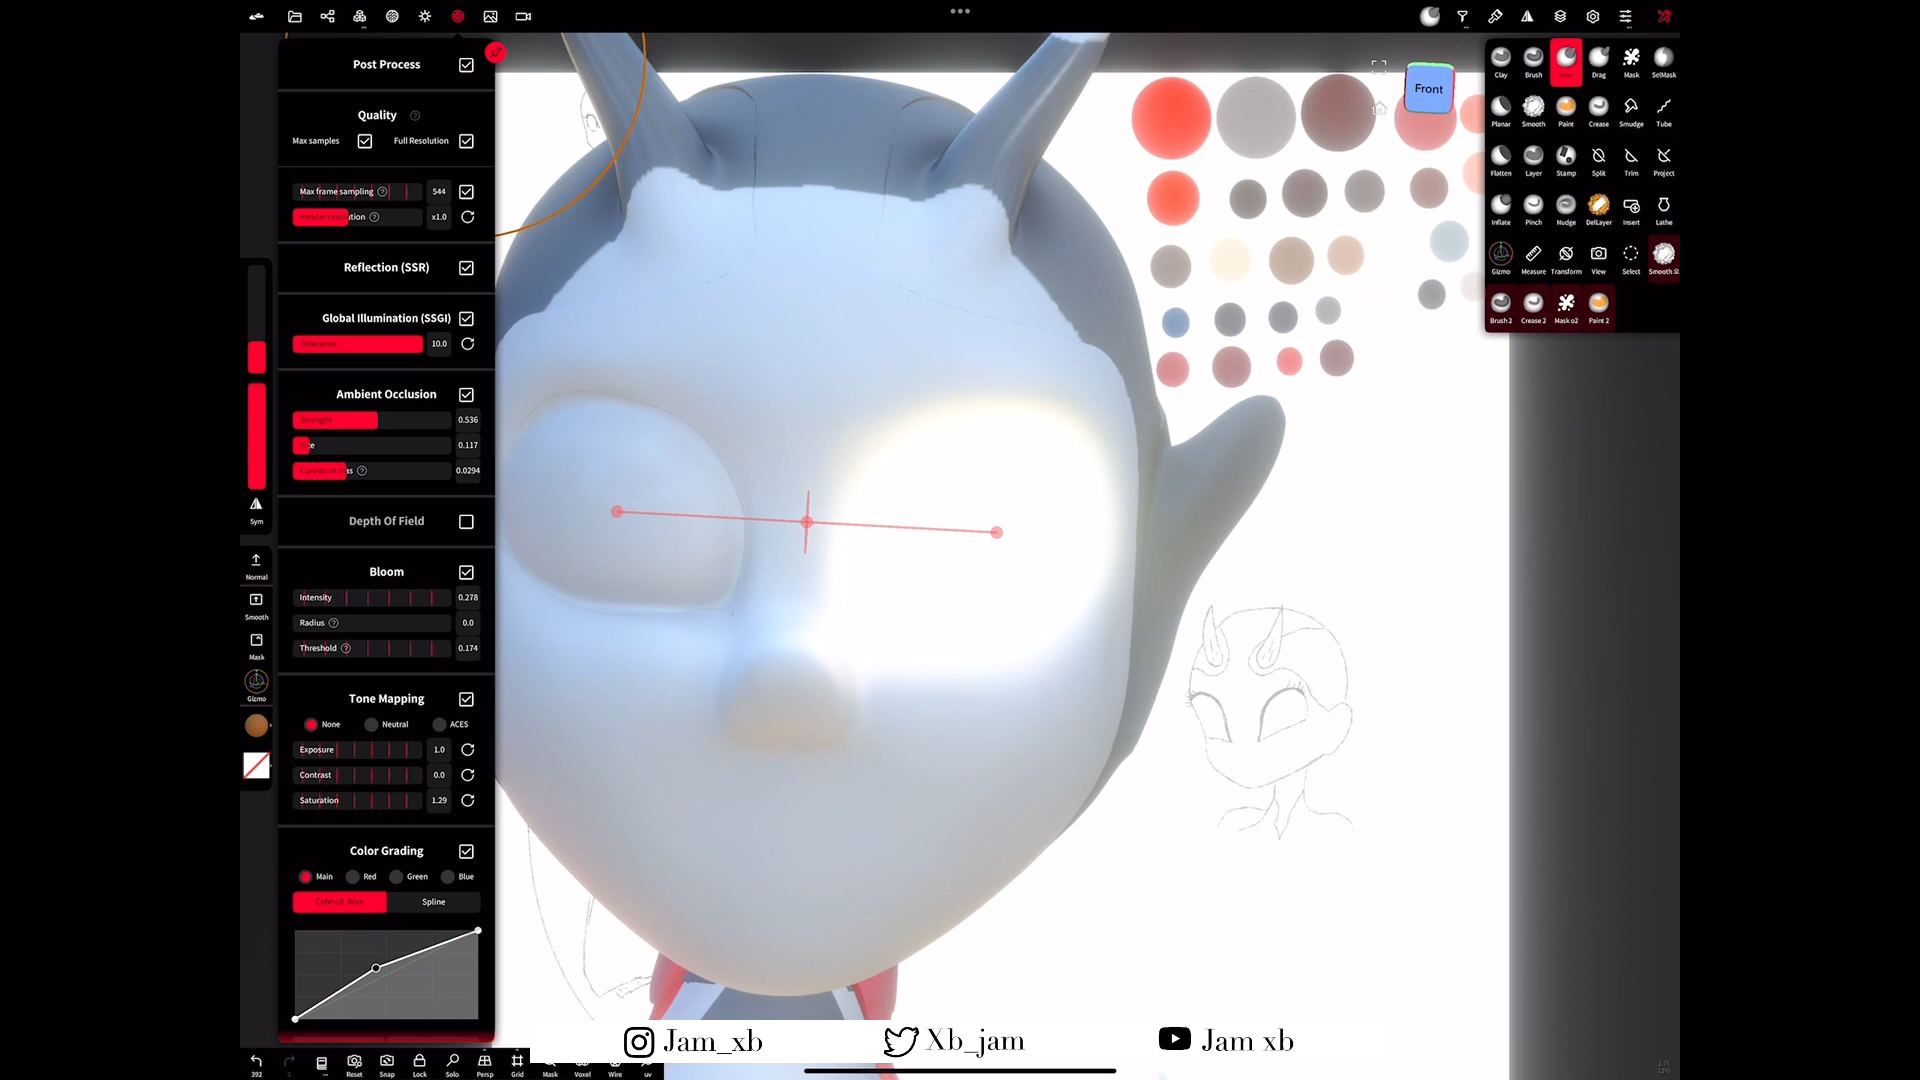 Post Process
Quality
Max samples
Full Resolution
Max frame sampling
544
x1.0
Reflection (SSR)
Global Illumination (SSGI)
Tolerance
10.0
Ambient Occlusion
Strength
0.536
0.117
0.0294
Depth Of Field
Bloom
Intensity
0.278
Radius
0.0
Threshold
0.174
Tone Mapping
None
Neutral
ACES
Exposure
1.0
Contrast
0.0
Saturation
1.29
Color Grading
Main
Red
Green
Blue
Spline
Sym
Normal
Smooth
Mask
Gizmo
Front
Clay
Brush
Drag
Mask
SelMask
Planar
Smooth
Paint
Crease
Smudge
Tube
Flatten
Layer
Stamp
Split
Trim
Project
Inflate
Pinch
Nudge
DelLayer
Insert
Lathe
Gizmo
Measure
Transform
View
Select
Brush 2
Crease 2
Mask o2
Paint 2
392
0
Reset
Snap
Lock
Solo
Persp
Grid
Mask
Voxel
Wire
uv
Jam_xb
Xb_jam
Jam xb